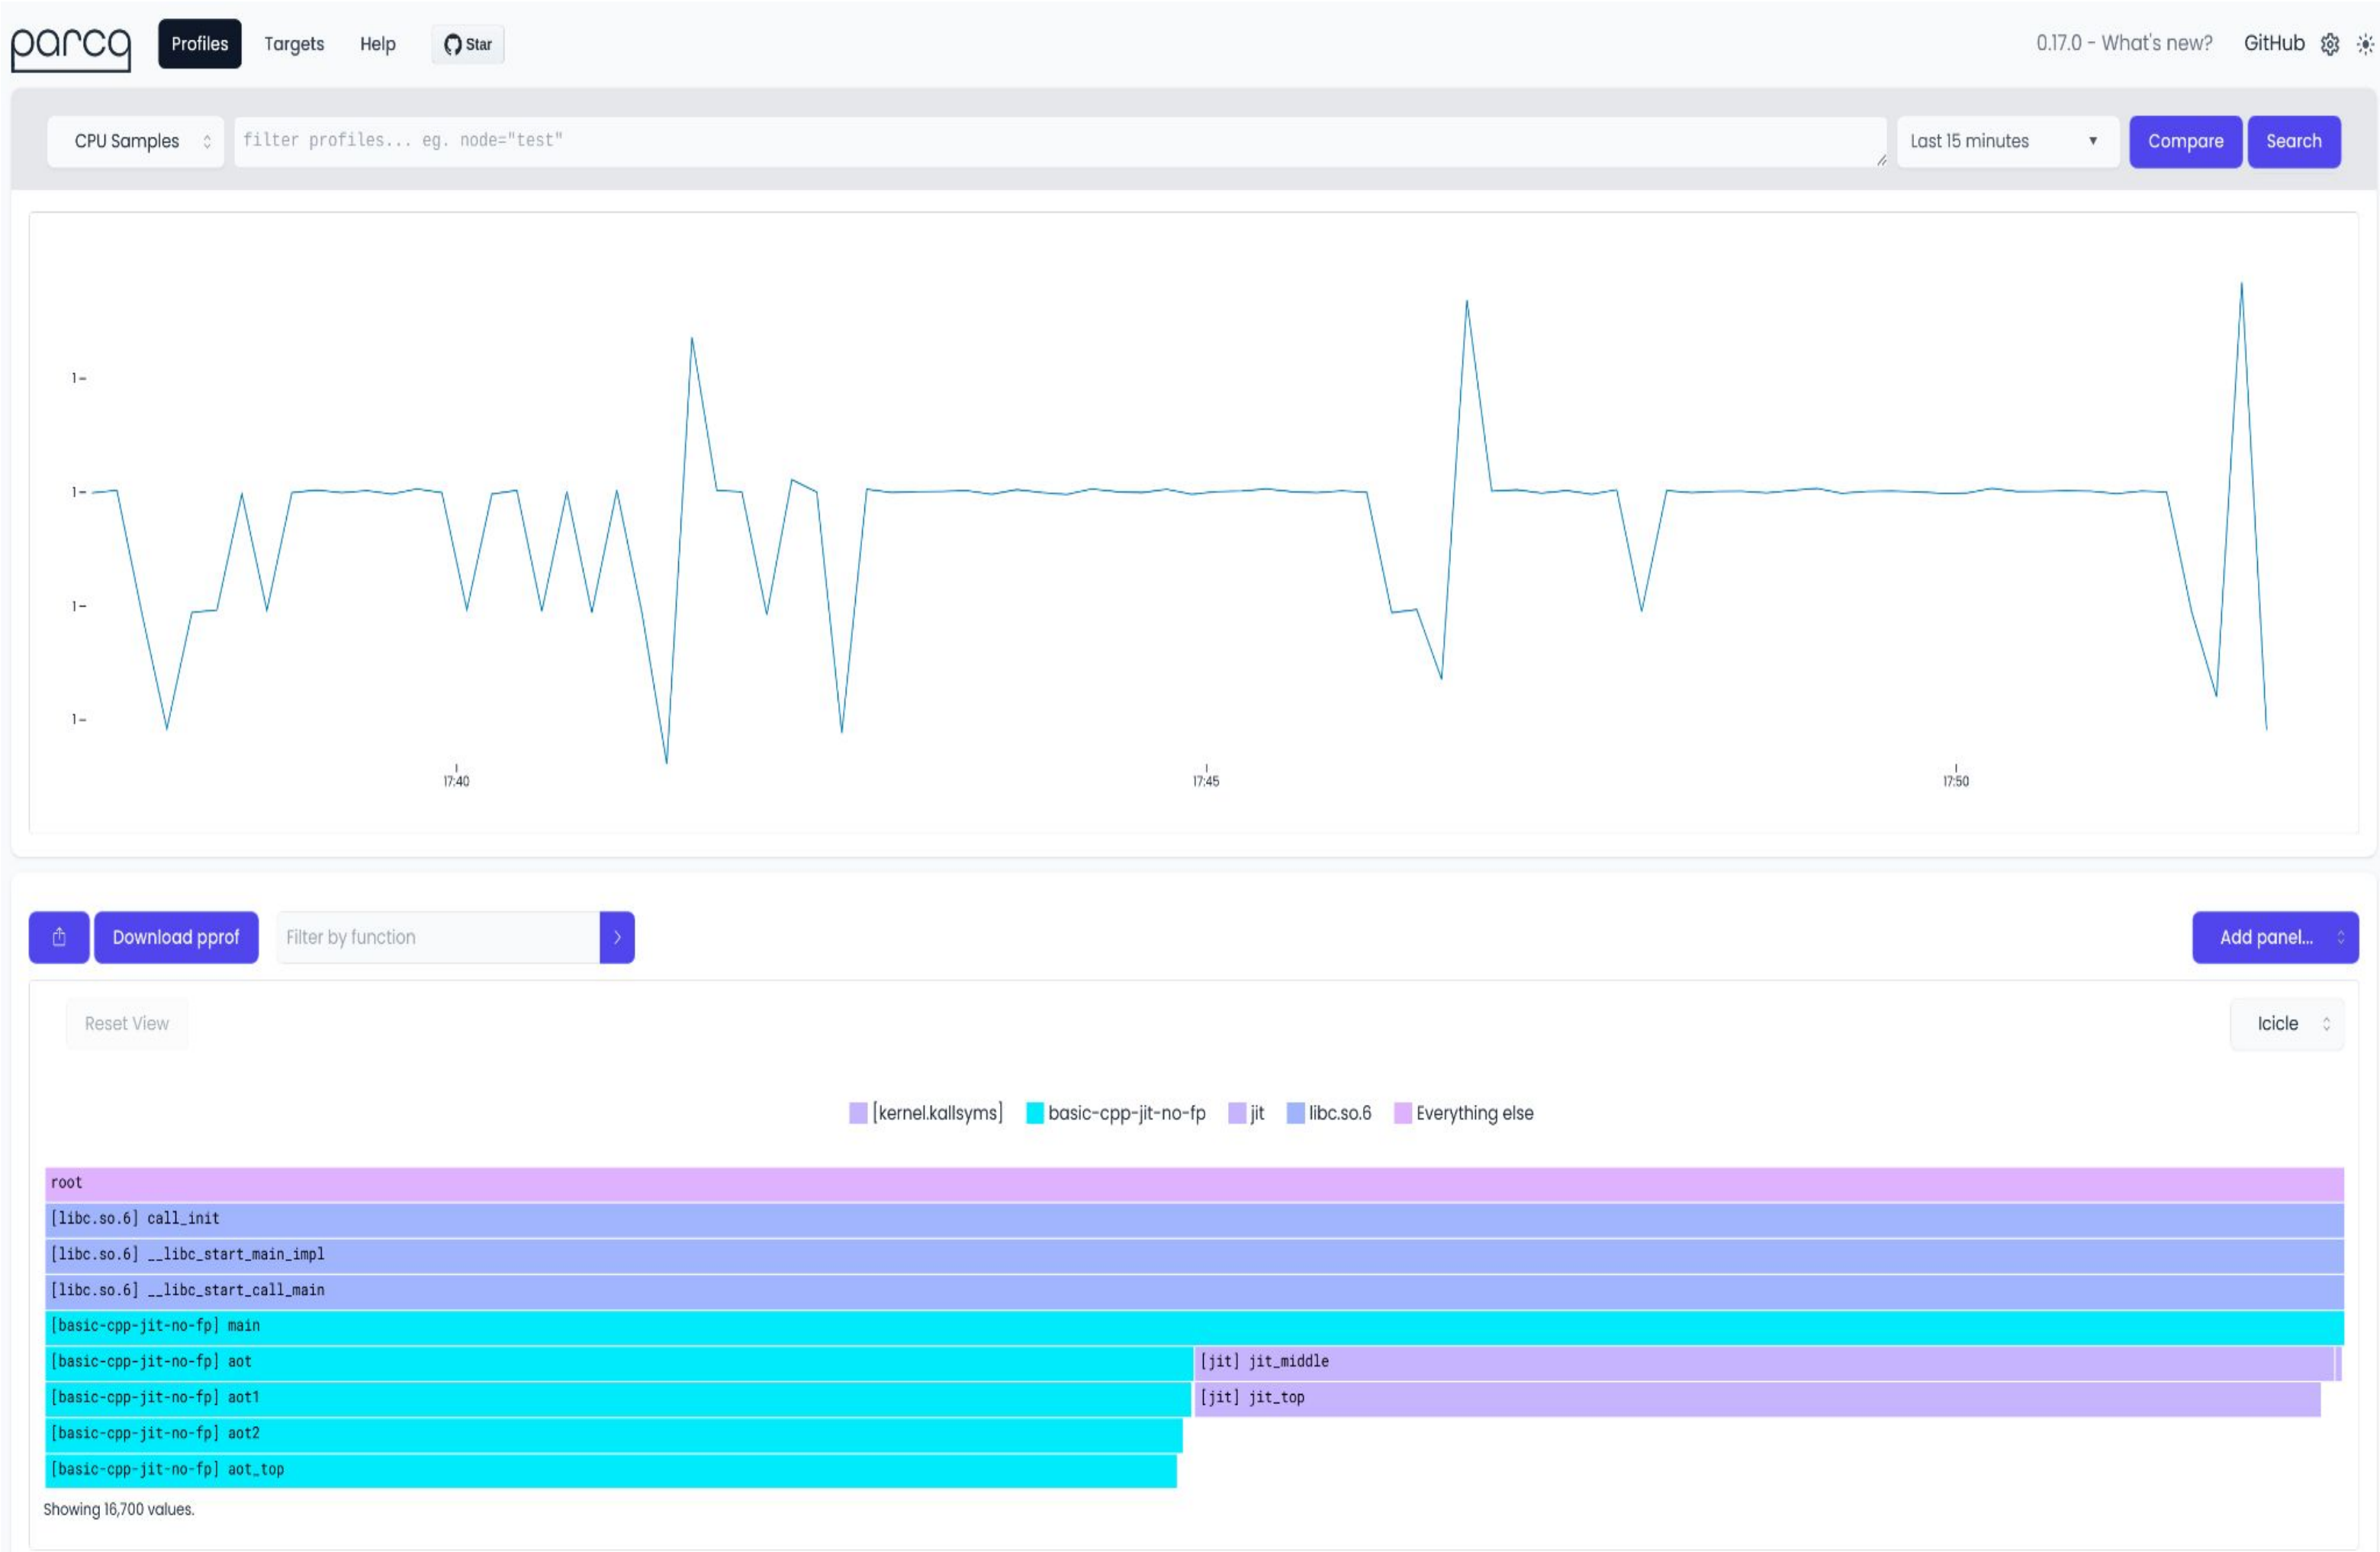 parca Profiles Targets Help Star 0.17.0 - What's new? GitHub
CPU Samples filter profiles... eg. node="test" Last 15 minutes Compare Search
1
1
1
1
17:40 17:45 17:50
Download pprof Filter by function Add panel...
Reset View Icicle
[kernel.kallsyms] basic-cpp-jit-no-fp jit libc.so.6 Everything else
root
[libc.so.6] call_init
[libc.so.6] __libc_start_main_impl
[libc.so.6] __libc_start_call_main
[basic-cpp-jit-no-fp] main
[basic-cpp-jit-no-fp] aot [jit] jit_middle
[basic-cpp-jit-no-fp] aot1 [jit] jit_top
[basic-cpp-jit-no-fp] aot2
[basic-cpp-jit-no-fp] aot_top
Showing 16,700 values.